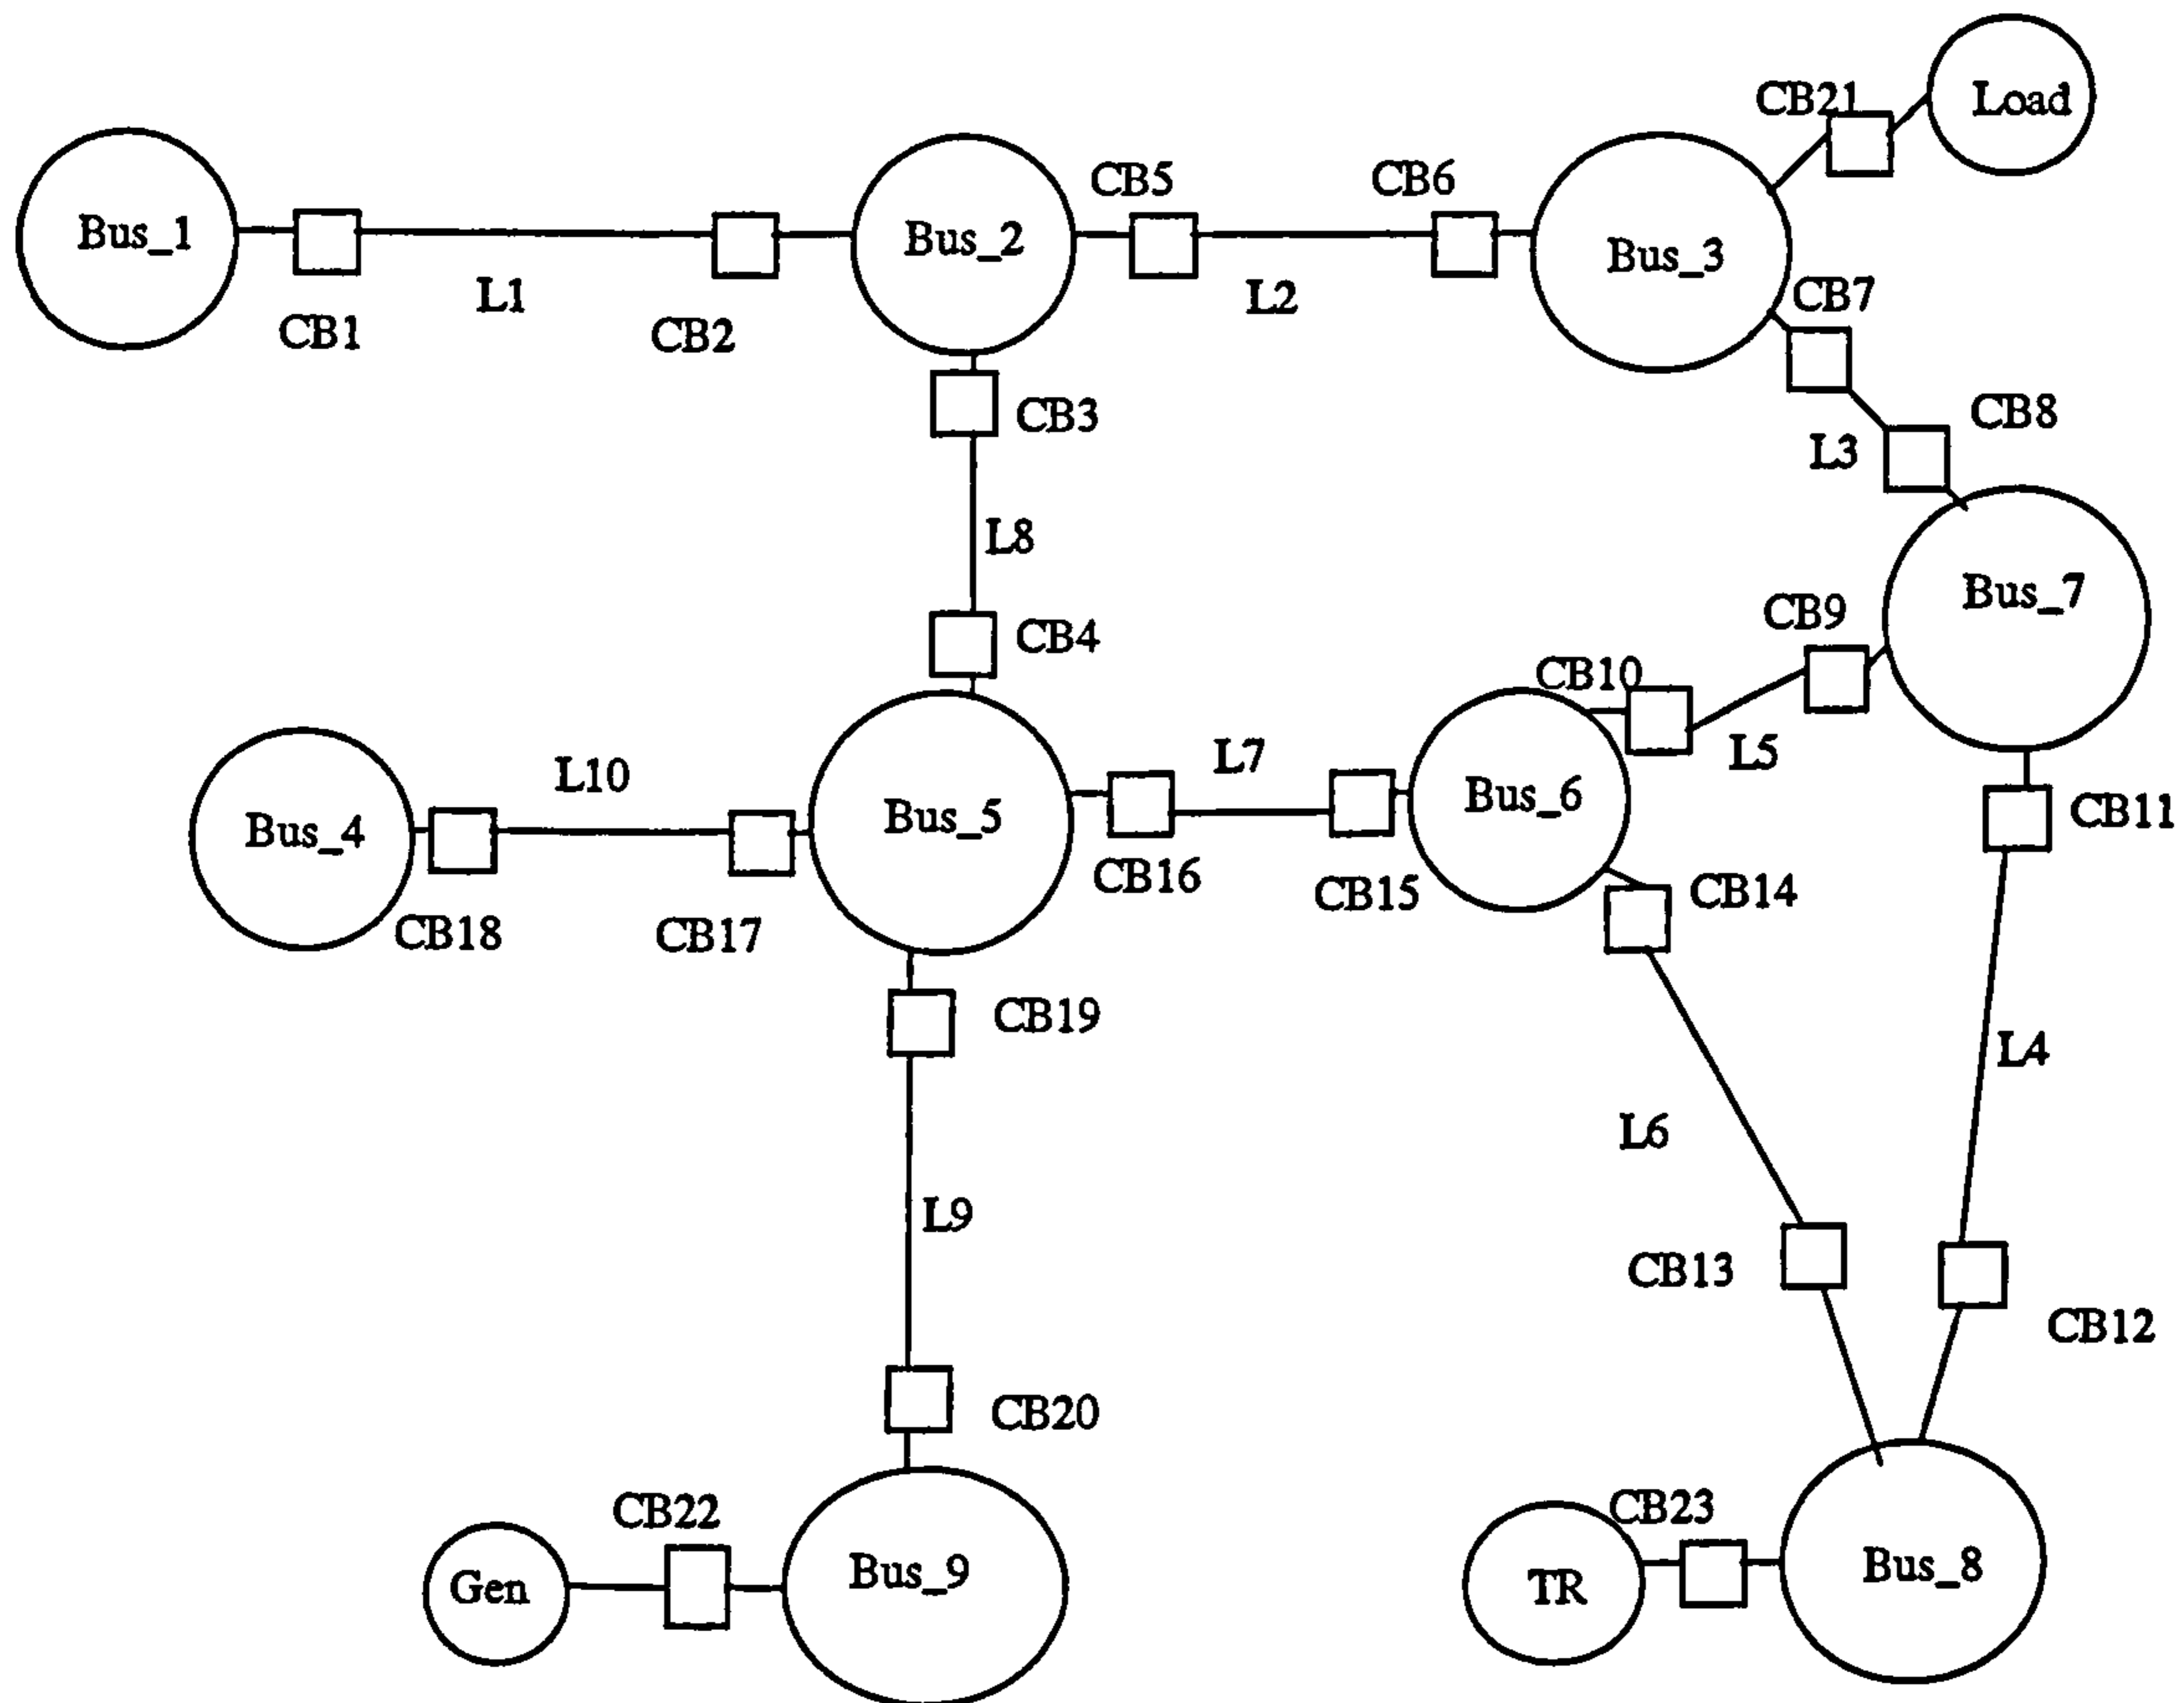 CB21
Load
Bus_1
CB1
L1
CB2
Bus_2
CB5
L2
CB6
Bus_3
CB7
CB3
CB8
L3
L8
CB4
Bus_7
CB9
CB10
L5
L7
Bus_6
L10
Bus_4
Bus_5
CB11
CB16
CB15
CB14
CB18
CB17
CB19
L4
L6
L9
CB13
CB12
CB20
CB22
CB23
Gen
Bus_9
TR
Bus_8